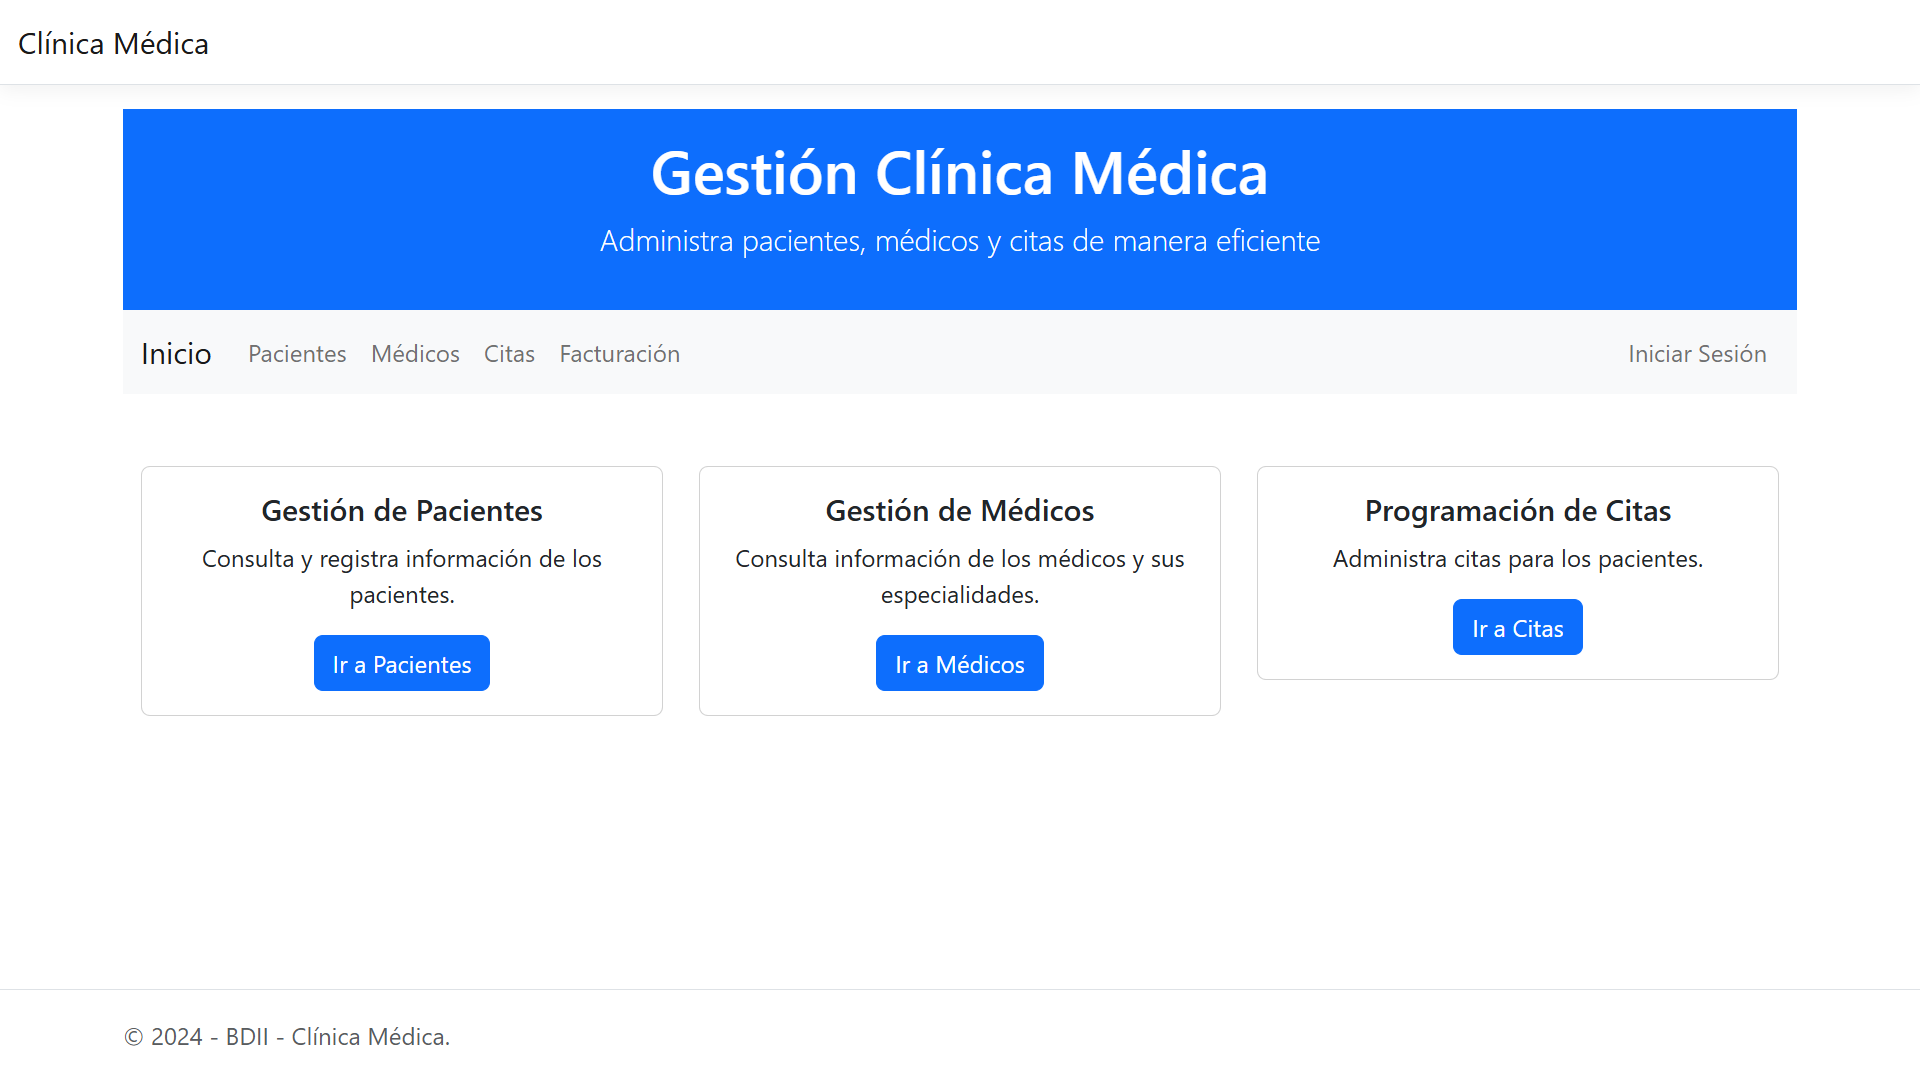 Clínica Médica
Gestión Clínica Médica
Administra pacientes, médicos y citas de manera eficiente
Inicio Pacientes Médicos Citas Facturación Iniciar Sesión
Gestión de Pacientes
Consulta y registra información de los
pacientes.
Ir a Pacientes
Gestión de Médicos
Consulta información de los médicos y sus
especialidades.
Ir a Médicos
Programación de Citas
Administra citas para los pacientes.
Ir a Citas
© 2024 - BDII - Clínica Médica.